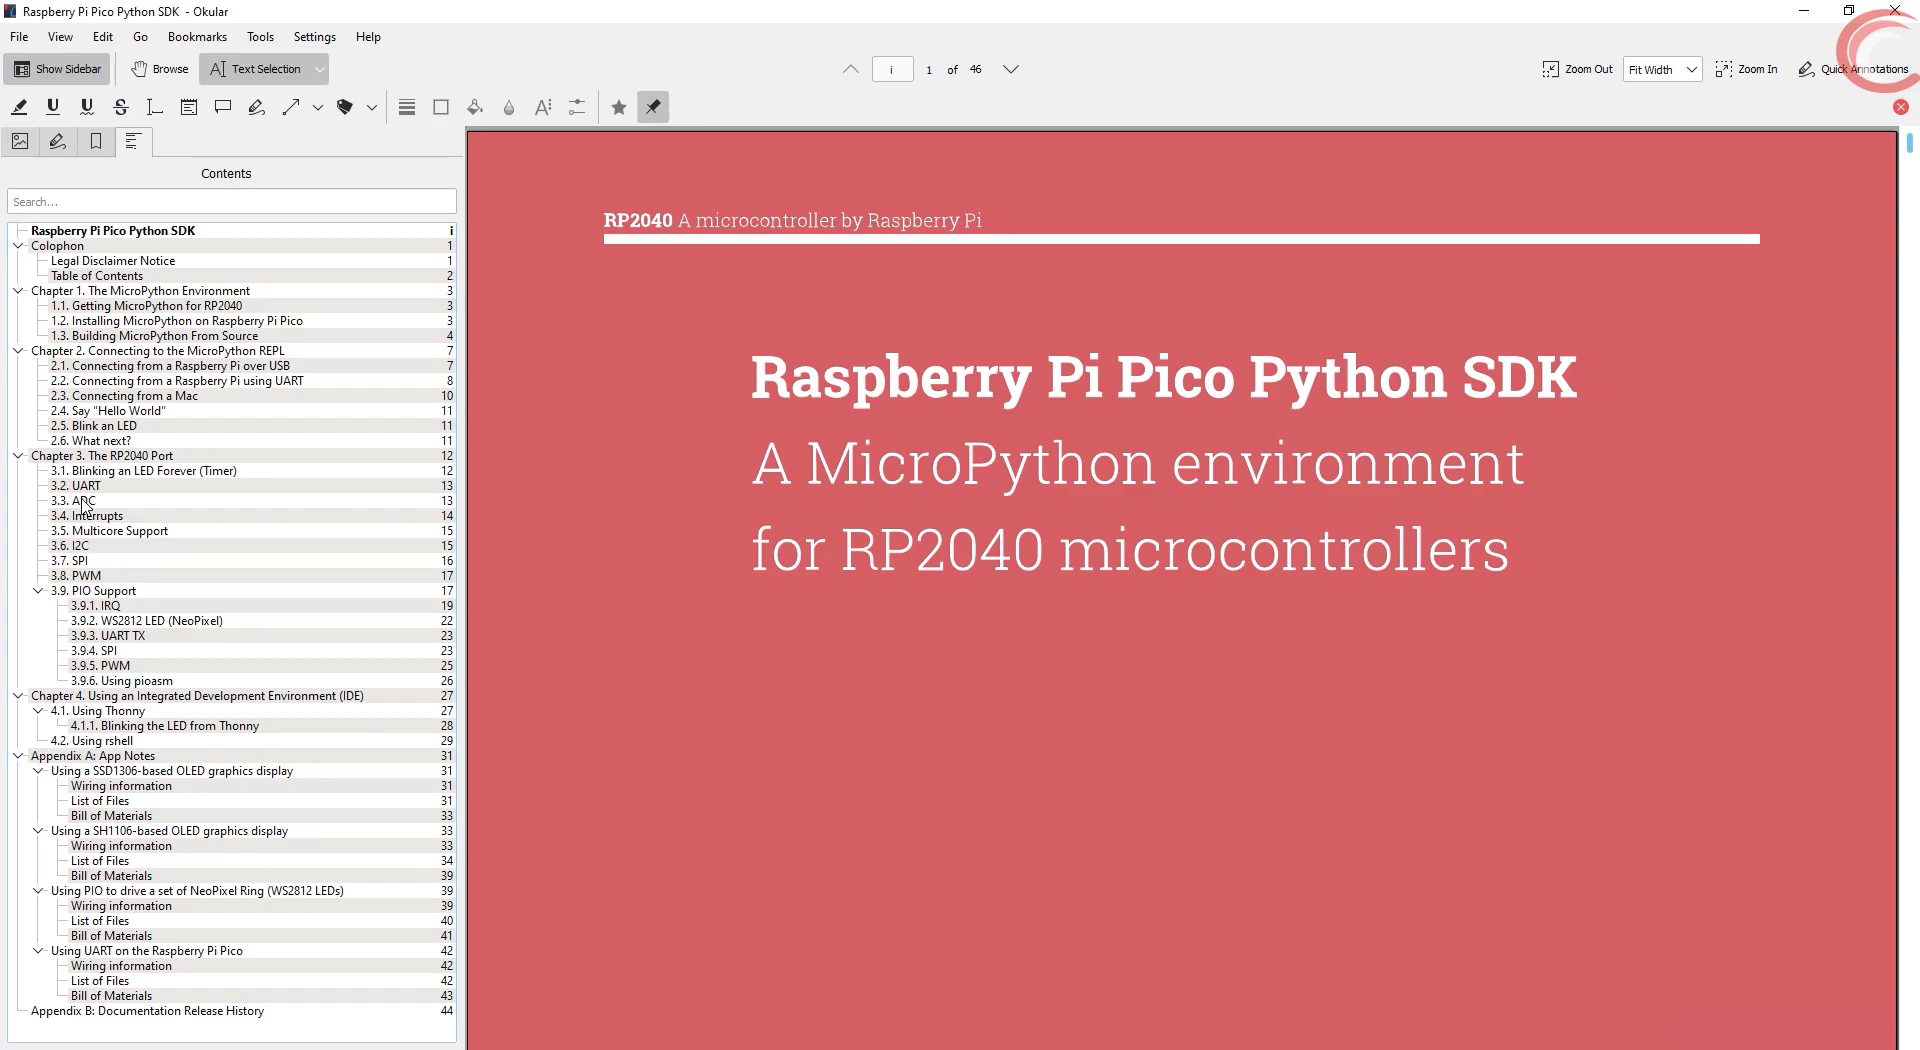 Raspberry Pi Pico Python SDK - Okular
File View Edit Go Bookmarks Tools Settings Help
Show Sidebar Browse Text Selection i 1 of 46 Zoom Out Fit Width Zoom In Quick Annotations
Contents
Search...
Raspberry Pi Pico Python SDK i
Colophon 1
Legal Disclaimer Notice 1
Table of Contents 2
Chapter 1. The MicroPython Environment 3
1.1. Getting MicroPython for RP2040 3
1.2. Installing MicroPython on Raspberry Pi Pico 3
1.3. Building MicroPython From Source 4
Chapter 2. Connecting to the MicroPython REPL 7
2.1. Connecting from a Raspberry Pi over USB 7
2.2. Connecting from a Raspberry Pi using UART 8
2.3. Connecting from a Mac 10
2.4. Say "Hello World" 11
2.5. Blink an LED 11
2.6. What next? 11
Chapter 3. The RP2040 Port 12
3.1. Blinking an LED Forever (Timer) 12
3.2. UART 13
3.3. ADC 13
3.4. Interrupts 14
3.5. Multicore Support 15
3.6. I2C 15
3.7. SPI 16
3.8. PWM 17
3.9. PIO Support 17
3.9.1. IRQ 19
3.9.2. WS2812 LED (NeoPixel) 22
3.9.3. UART TX 23
3.9.4. SPI 23
3.9.5. PWM 25
3.9.6. Using pioasm 26
Chapter 4. Using an Integrated Development Environment (IDE) 27
4.1. Using Thonny 27
4.1.1. Blinking the LED from Thonny 28
4.2. Using rshell 29
Appendix A: App Notes 31
Using a SSD1306-based OLED graphics display 31
Wiring information 31
List of Files 31
Bill of Materials 33
Using a SH1106-based OLED graphics display 33
Wiring information 33
List of Files 34
Bill of Materials 39
Using PIO to drive a set of NeoPixel Ring (WS2812 LEDs) 39
Wiring information 39
List of Files 40
Bill of Materials 41
Using UART on the Raspberry Pi Pico 42
Wiring information 42
List of Files 42
Bill of Materials 43
Appendix B: Documentation Release History 44
RP2040 A microcontroller by Raspberry Pi
Raspberry Pi Pico Python SDK
A MicroPython environment
for RP2040 microcontrollers